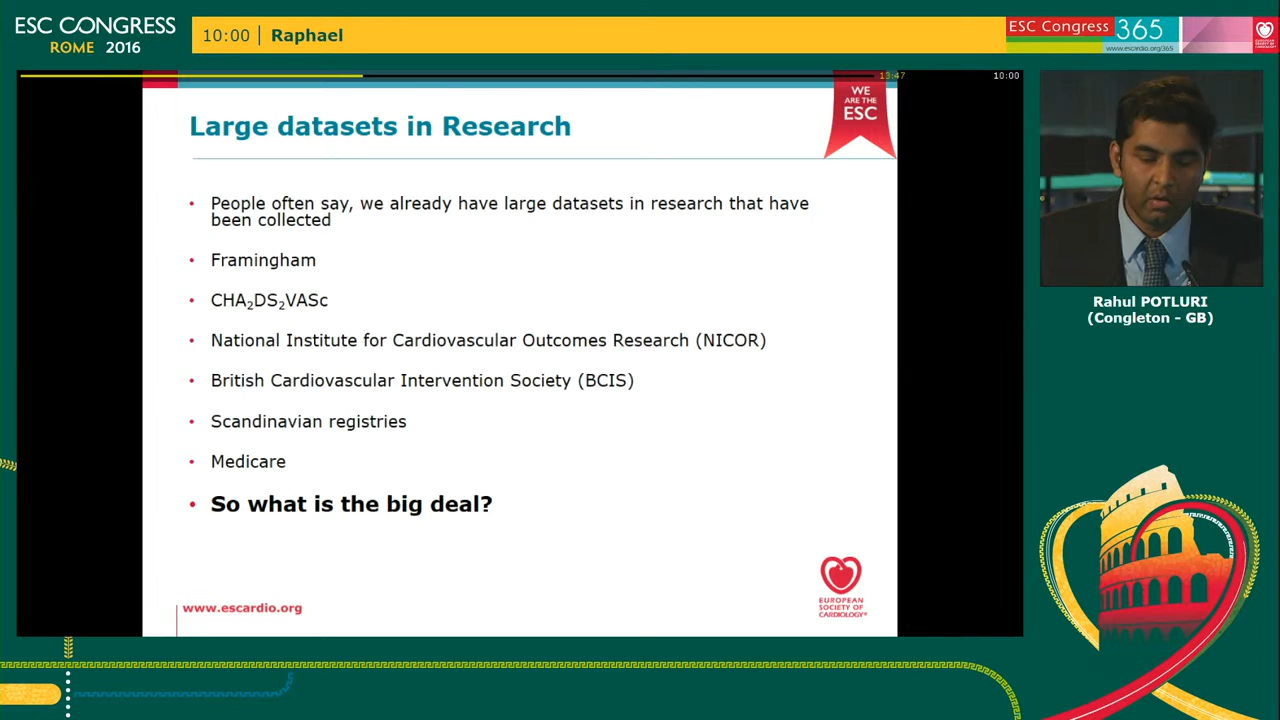 ESC CONGRESS
ROME 2016
10:00
Raphael
ESC Congress
365
www.escardio.org/365
13:47
10:00
WE
ARE THE
ESC
Large datasets in Research
• People often say, we already have large datasets in research that have
been collected
• Framingham
• CHA2DS2VASc
• National Institute for Cardiovascular Outcomes Research (NICOR)
• British Cardiovascular Intervention Society (BCIS)
• Scandinavian registries
• Medicare
• So what is the big deal?
www.escardio.org
EUROPEAN
SOCIETY OF
CARDIOLOGY®
Rahul POTLURI
(Congleton - GB)